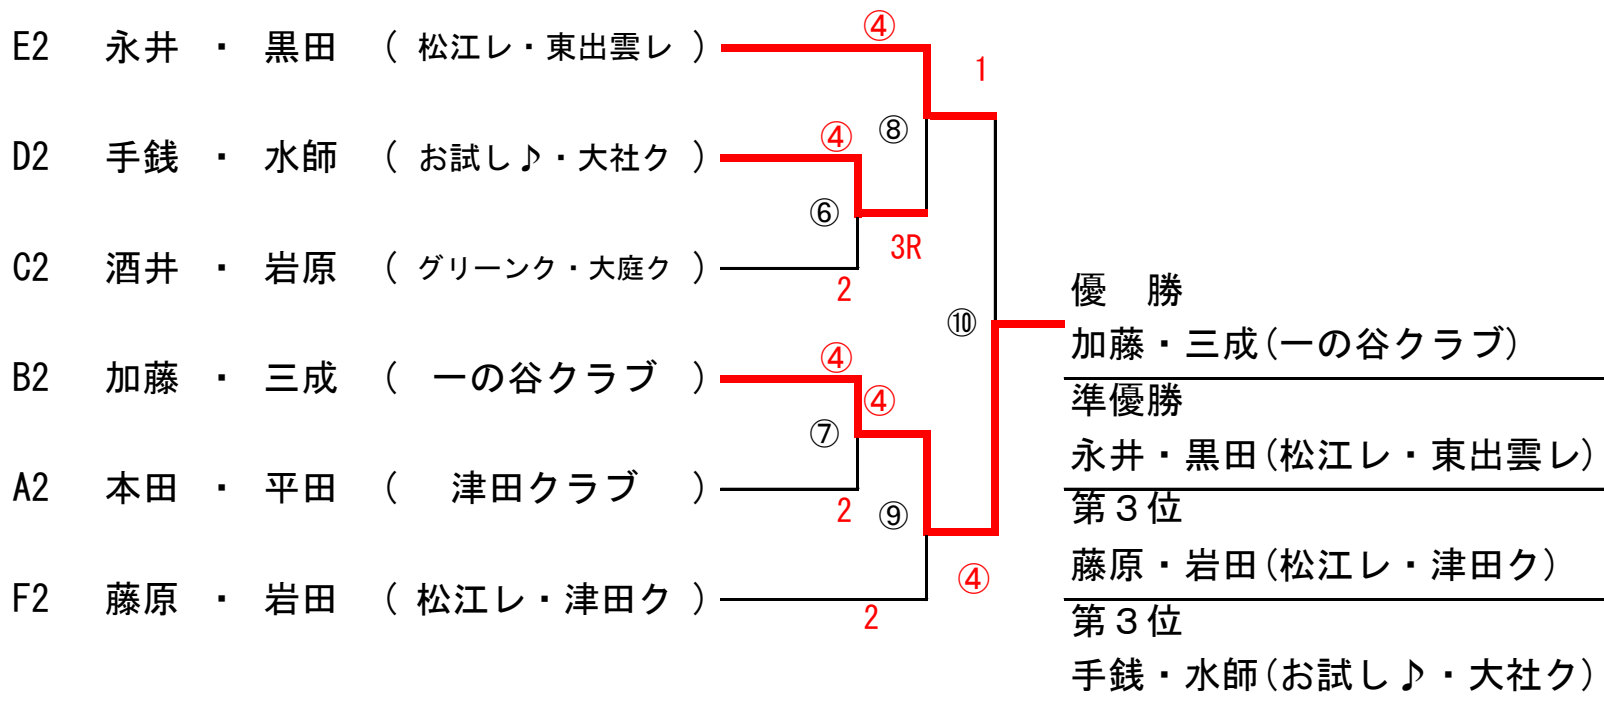 E2 永井 ・ 黒田 ( 松江レ・東出雲レ )
④
1
D2 手銭 ・ 水師 ( お試し♪・大社ク )
④
⑧
⑥
3R
C2 酒井 ・ 岩原 ( グリーンク・大庭ク )
2
⑩
B2 加藤 ・ 三成 ( 一の谷クラブ )
④
④
⑦
A2 本田 ・ 平田 ( 津田クラブ )
2
⑨
④
F2 藤原 ・ 岩田 ( 松江レ・津田ク )
2
優 勝
加藤・三成(一の谷クラブ)
準優勝
永井・黒田(松江レ・東出雲レ)
第３位
藤原・岩田(松江レ・津田ク)
第３位
手銭・水師(お試し♪・大社ク)